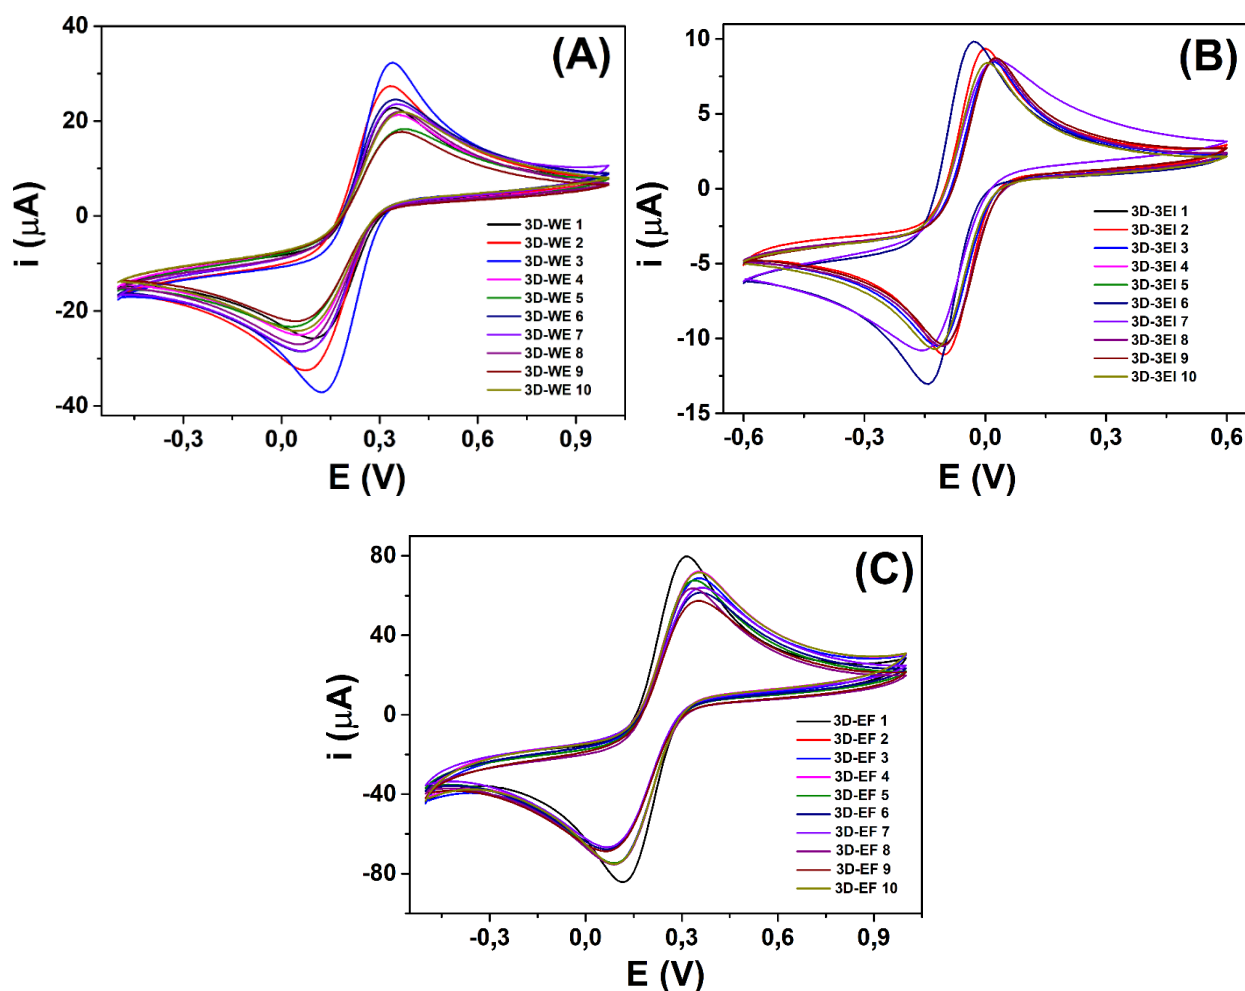 (A)
i (µA)
40
20
0
-20
-40
3D-WE 1
3D-WE 2
3D-WE 3
3D-WE 4
3D-WE 5
3D-WE 6
3D-WE 7
3D-WE 8
3D-WE 9
3D-WE 10
-0,3 0,0 0,3 0,6 0,9
E (V)
(B)
i (µA)
10
5
0
-5
-10
-15
3D-3EI 1
3D-3EI 2
3D-3EI 3
3D-3EI 4
3D-3EI 5
3D-3EI 6
3D-3EI 7
3D-3EI 8
3D-3EI 9
3D-3EI 10
-0,6 -0,3 0,0 0,3 0,6
E (V)
(C)
i (µA)
80
40
0
-40
-80
3D-EF 1
3D-EF 2
3D-EF 3
3D-EF 4
3D-EF 5
3D-EF 6
3D-EF 7
3D-EF 8
3D-EF 9
3D-EF 10
-0,3 0,0 0,3 0,6 0,9
E (V)